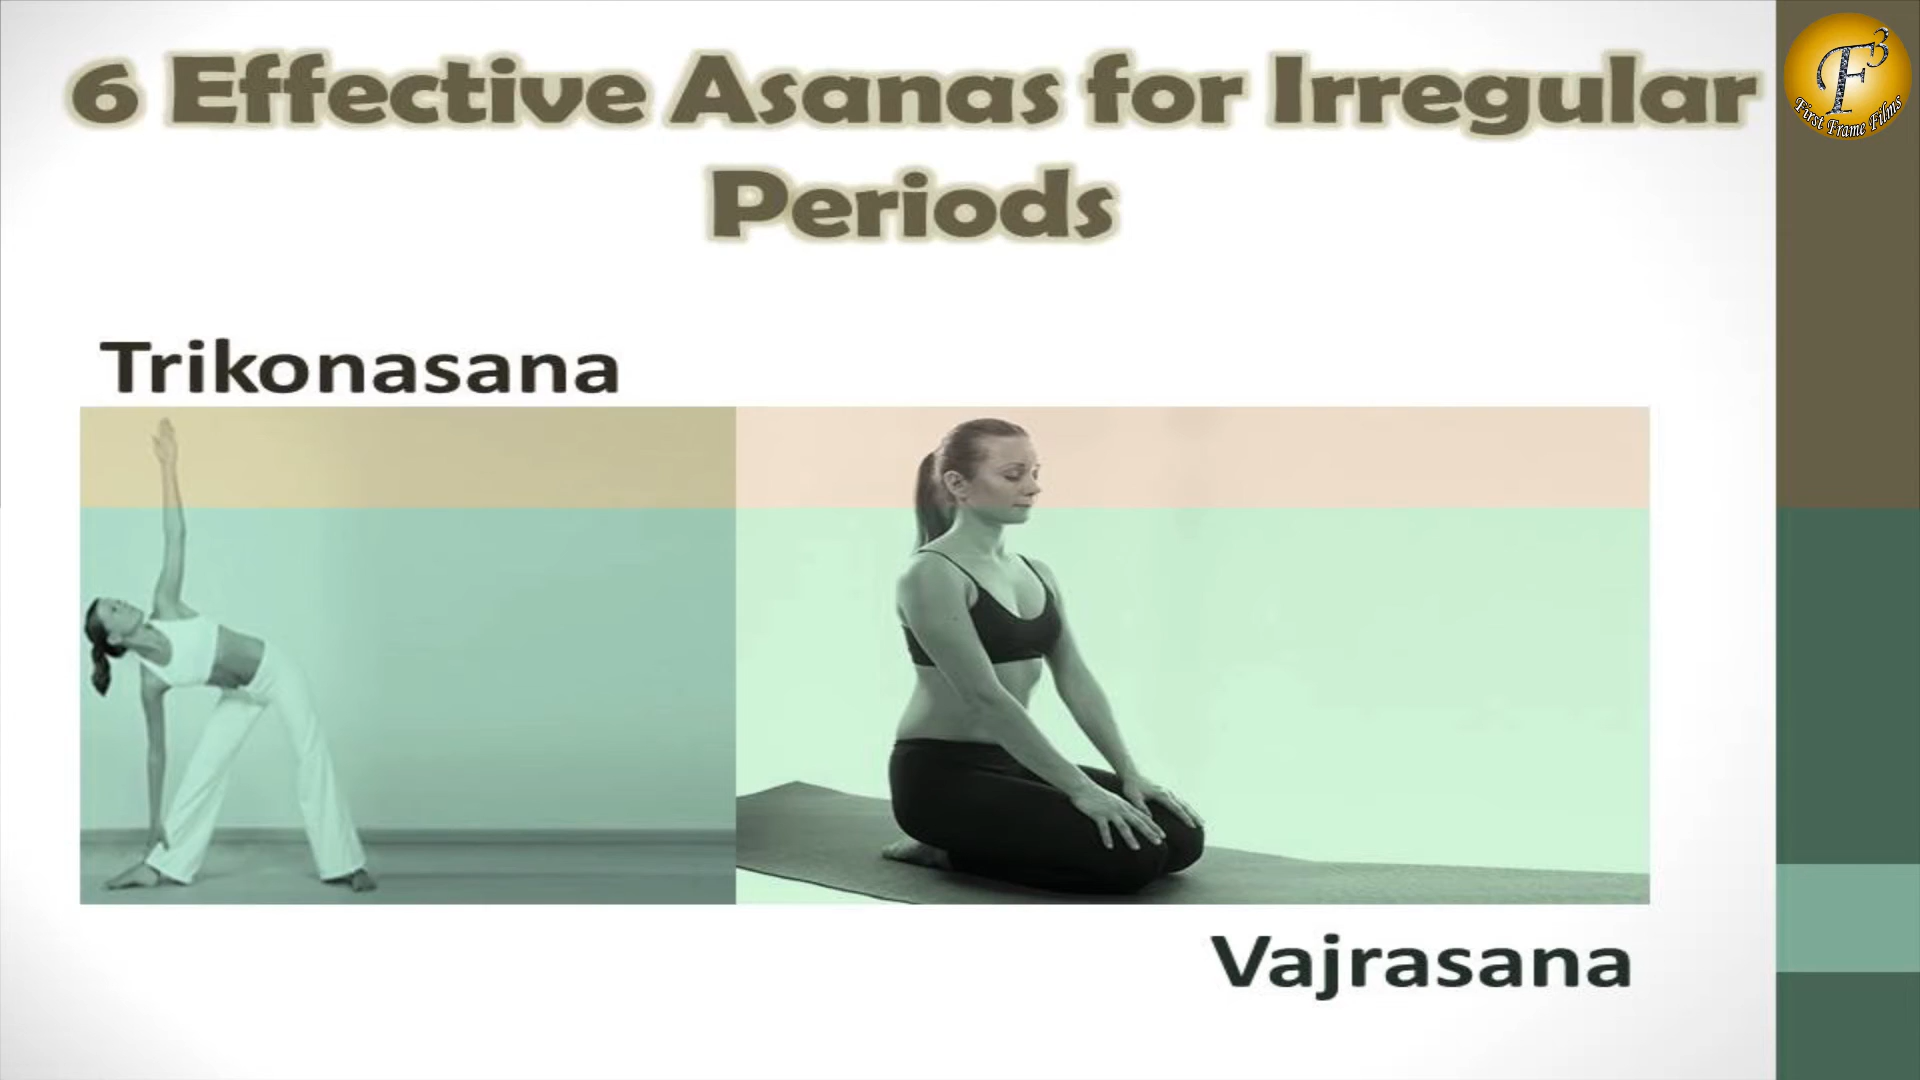 6 Effective Asanas for Irregular
Periods
F3
First Frame Films
Trikonasana
Vajrasana